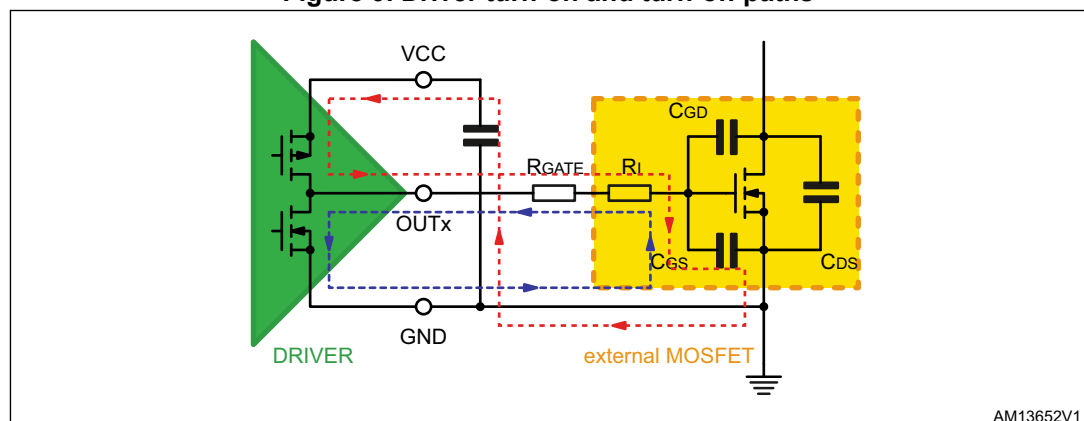 Figure 3. Driver turn-on and turn-off paths
VCC
CGD
RGATE
RI
OUTx
CGS
CDS
GND
DRIVER
external MOSFET
AM13652V1